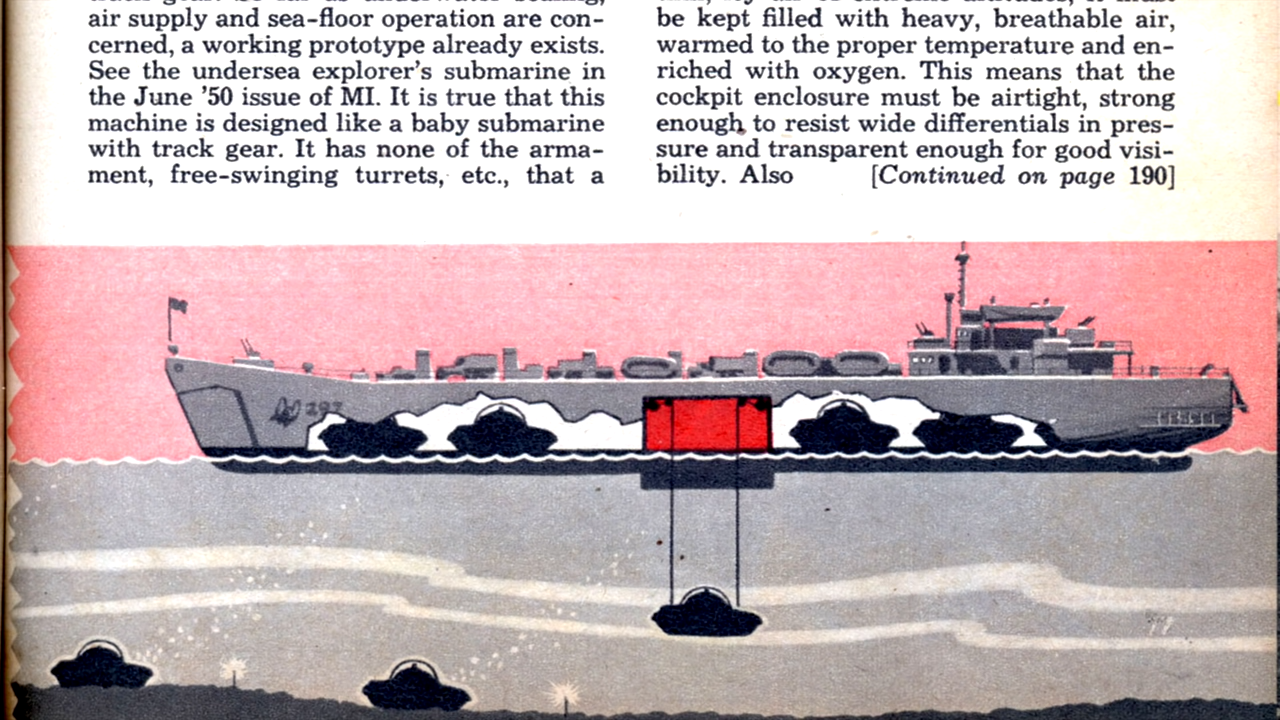 air supply and sea-floor operation are con-
cerned, a working prototype already exists.
See the undersea explorer's submarine in
the June '50 issue of MI. It is true that this
machine is designed like a baby submarine
with track gear. It has none of the arma-
ment, free-swinging turrets, etc., that a
be kept filled with heavy, breathable air,
warmed to the proper temperature and en-
riched with oxygen. This means that the
cockpit enclosure must be airtight, strong
enough to resist wide differentials in pres-
sure and transparent enough for good visi-
bility. Also [Continued on page 190]
297